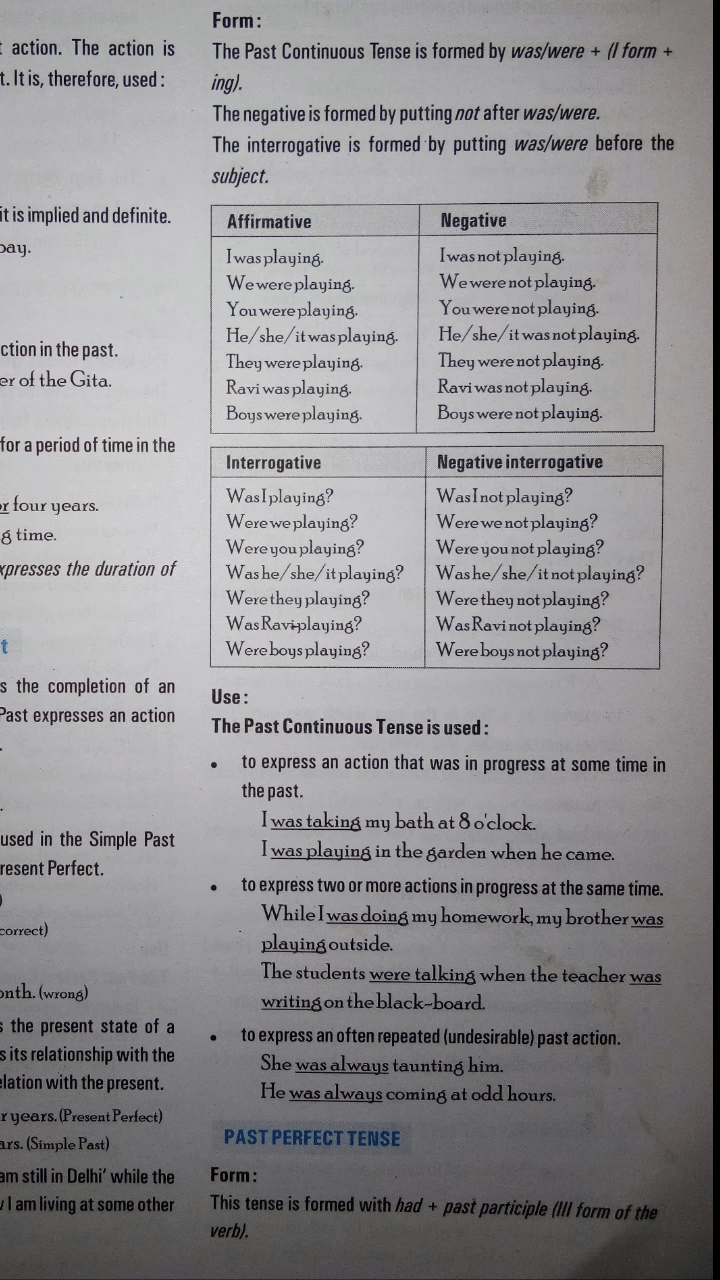 t action. The action is
t. It is, therefore, used :
it is implied and definite.
bay.
ction in the past.
er of the Gita.
for a period of time in the
or four years.
g time.
xpresses the duration of
t
s the completion of an
Past expresses an action
.
.
used in the Simple Past
resent Perfect.
)
correct)
onth. (wrong)
s the present state of a
s its relationship with the
elation with the present.
r years. (Present Perfect)
ars. (Simple Past)
am still in Delhi' while the
I am living at some other
Form :
The Past Continuous Tense is formed by was/were + (I form +
ing).
The negative is formed by putting not after was/were.
The interrogative is formed by putting was/were before the
subject.
Affirmative Negative
I was playing. I was not playing.
We were playing. We were not playing.
You were playing. You were not playing.
He/she/it was playing. He/she/it was not playing.
They were playing. They were not playing.
Ravi was playing. Ravi was not playing.
Boys were playing. Boys were not playing.
Interrogative Negative interrogative
Was I playing? Was I not playing?
Were we playing? Were we not playing?
Were you playing? Were you not playing?
Was he/she/it playing? Was he/she/it not playing?
Were they playing? Were they not playing?
Was Ravi playing? Was Ravi not playing?
Were boys playing? Were boys not playing?
Use :
The Past Continuous Tense is used :
• to express an action that was in progress at some time in
the past.
I was taking my bath at 8 o'clock.
I was playing in the garden when he came.
• to express two or more actions in progress at the same time.
While I was doing my homework, my brother was
playing outside.
The students were talking when the teacher was
writing on the black-board.
• to express an often repeated (undesirable) past action.
She was always taunting him.
He was always coming at odd hours.
PAST PERFECT TENSE
Form :
This tense is formed with had + past participle (III form of the
verb).